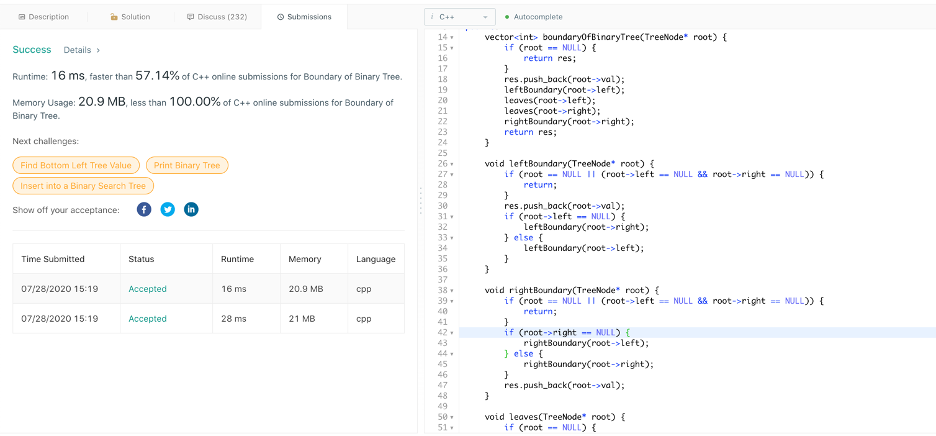 Description
Solution
Discuss (232)
Submissions
Success Details >
Runtime: 16 ms, faster than 57.14% of C++ online submissions for Boundary of Binary Tree.
Memory Usage: 20.9 MB, less than 100.00% of C++ online submissions for Boundary of
Binary Tree.
Next challenges:
Find Bottom Left Tree Value
Print Binary Tree
Insert into a Binary Search Tree
Show off your acceptance:
Time Submitted Status Runtime Memory Language
07/28/2020 15:19 Accepted 16 ms 20.9 MB cpp
07/28/2020 15:19 Accepted 28 ms 21 MB cpp
i C++
Autocomplete
14 vector<int> boundaryOfBinaryTree(TreeNode* root) {
15 if (root == NULL) {
16 return res;
17 }
18 res.push_back(root->val);
19 leftBoundary(root->left);
20 leaves(root->left);
21 leaves(root->right);
22 rightBoundary(root->right);
23 return res;
24 }
25
26 void leftBoundary(TreeNode* root) {
27 if (root == NULL || (root->left == NULL && root->right == NULL)) {
28 return;
29 }
30 res.push_back(root->val);
31 if (root->left == NULL) {
32 leftBoundary(root->right);
33 } else {
34 leftBoundary(root->left);
35 }
36 }
37
38 void rightBoundary(TreeNode* root) {
39 if (root == NULL || (root->left == NULL && root->right == NULL)) {
40 return;
41 }
42 if (root->right == NULL) {
43 rightBoundary(root->left);
44 } else {
45 rightBoundary(root->right);
46 }
47 res.push_back(root->val);
48 }
49
50 void leaves(TreeNode* root) {
51 if (root == NULL) {